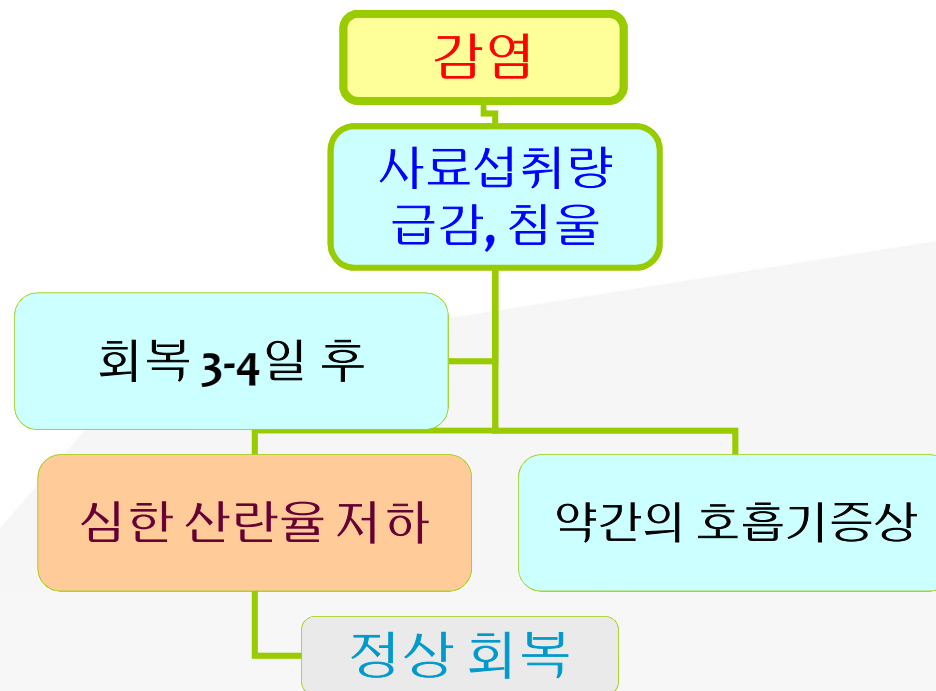 감염
사료섭취량
급감, 침울
회복 3-4일 후
심한 산란율 저하
약간의 호흡기증상
정상 회복